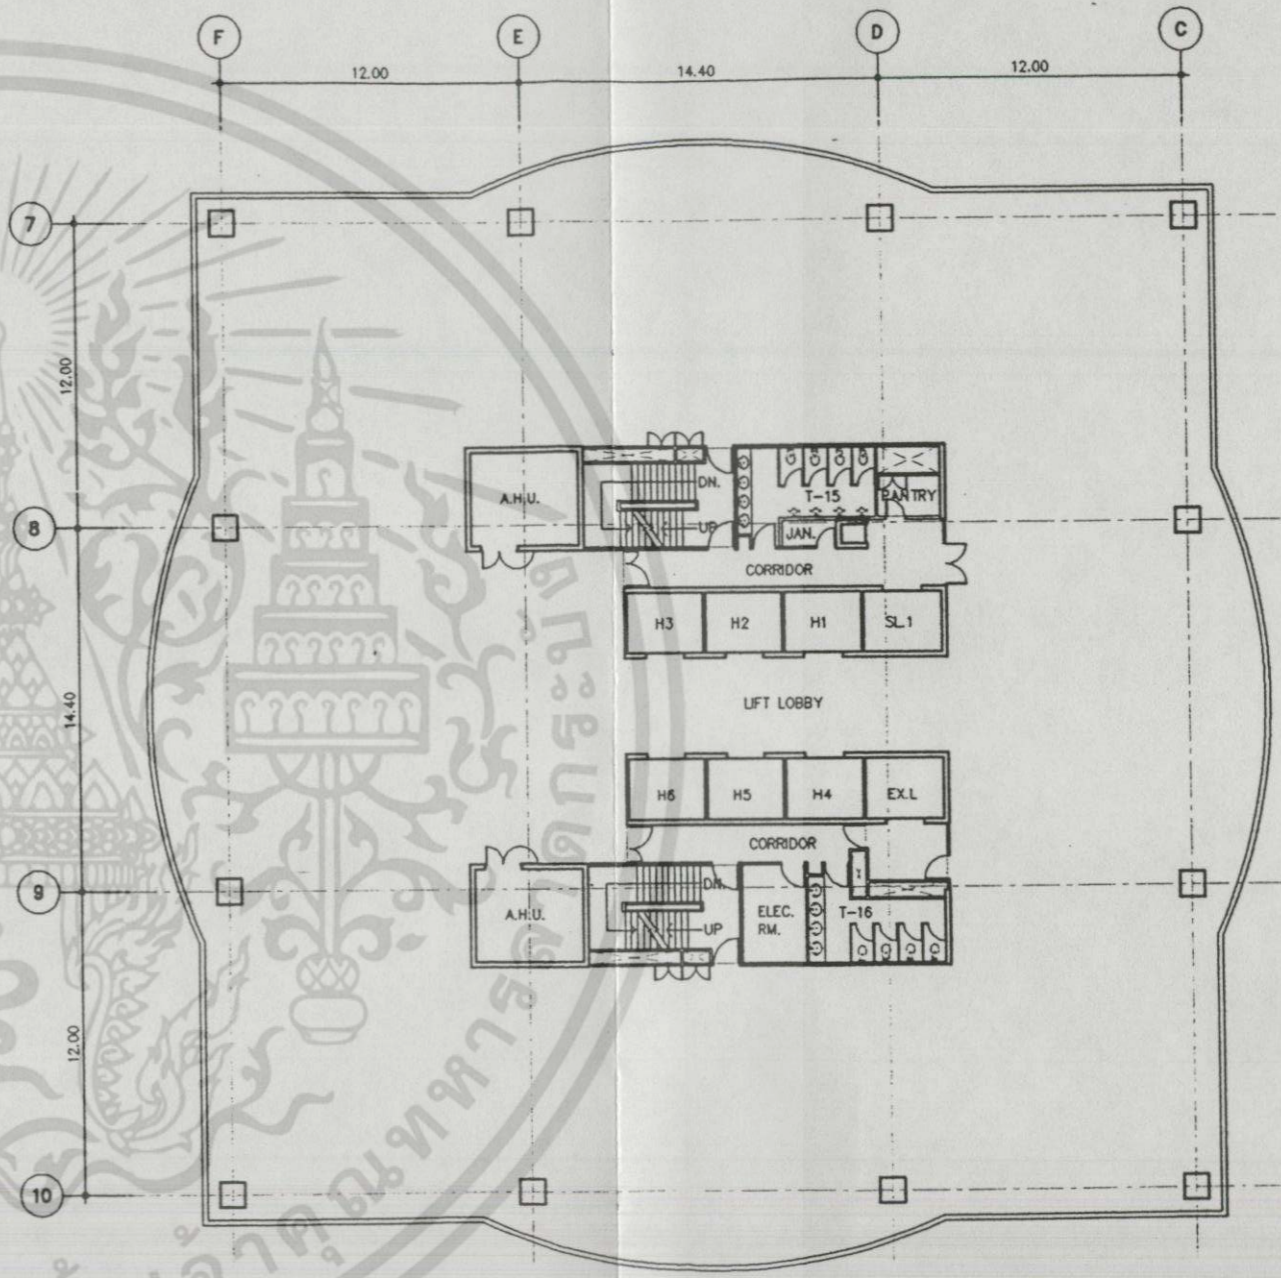 F E D C
12.00 14.40 12.00
7
12.00
A.H.U. DN. T-15 PANTRY
8 UP JAN.
CORRIDOR
H3 H2 H1 SL.1
14.40 LIFT LOBBY
H6 H5 H4 EX.L
CORRIDOR
9 DN.
A.H.U. UP ELEC. T-16
RM.
12.00
10